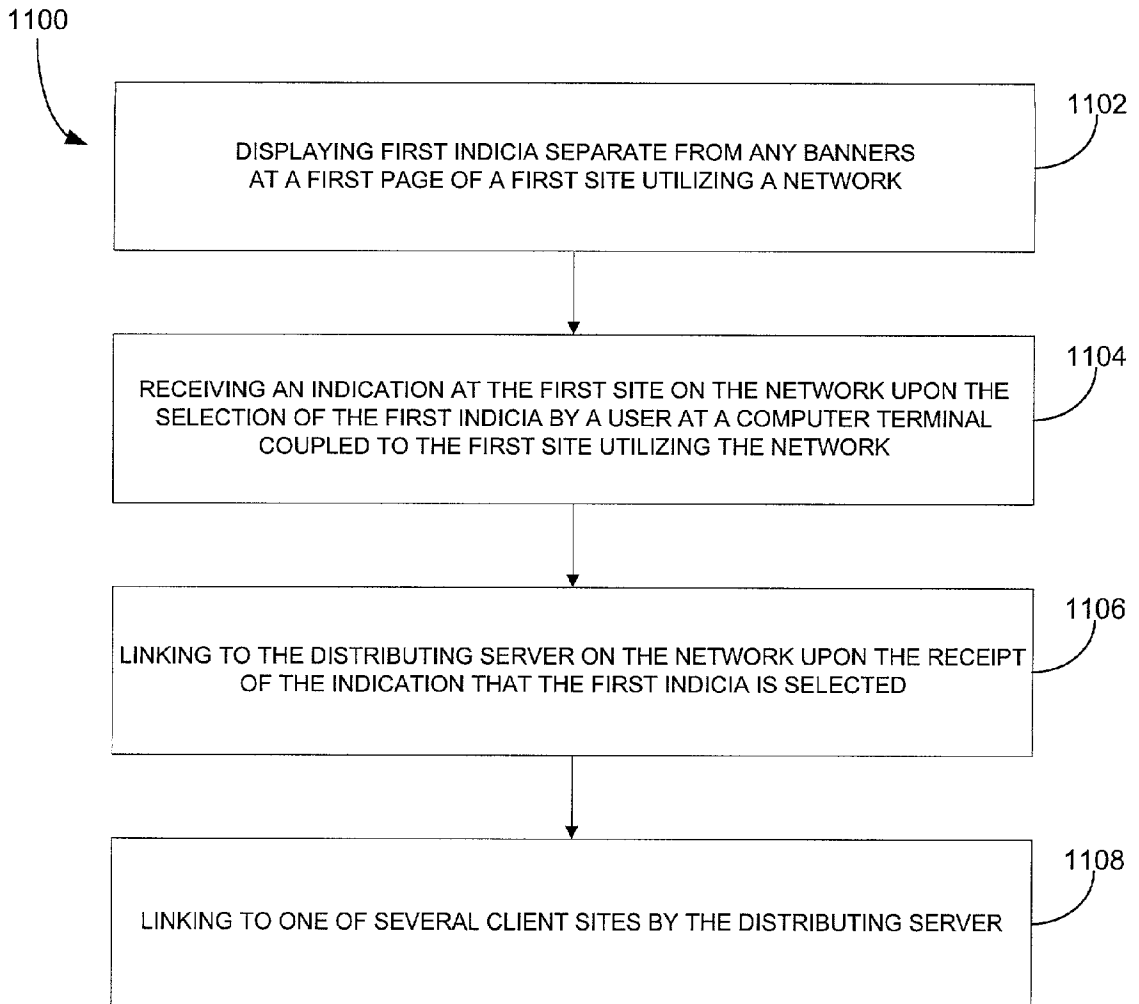 1100
1102
DISPLAYING FIRST INDICIA SEPARATE FROM ANY BANNERS
AT A FIRST PAGE OF A FIRST SITE UTILIZING A NETWORK
1104
RECEIVING AN INDICATION AT THE FIRST SITE ON THE NETWORK UPON THE
SELECTION OF THE FIRST INDICIA BY A USER AT A COMPUTER TERMINAL
COUPLED TO THE FIRST SITE UTILIZING THE NETWORK
1106
LINKING TO THE DISTRIBUTING SERVER ON THE NETWORK UPON THE RECEIPT
OF THE INDICATION THAT THE FIRST INDICIA IS SELECTED
1108
LINKING TO ONE OF SEVERAL CLIENT SITES BY THE DISTRIBUTING SERVER